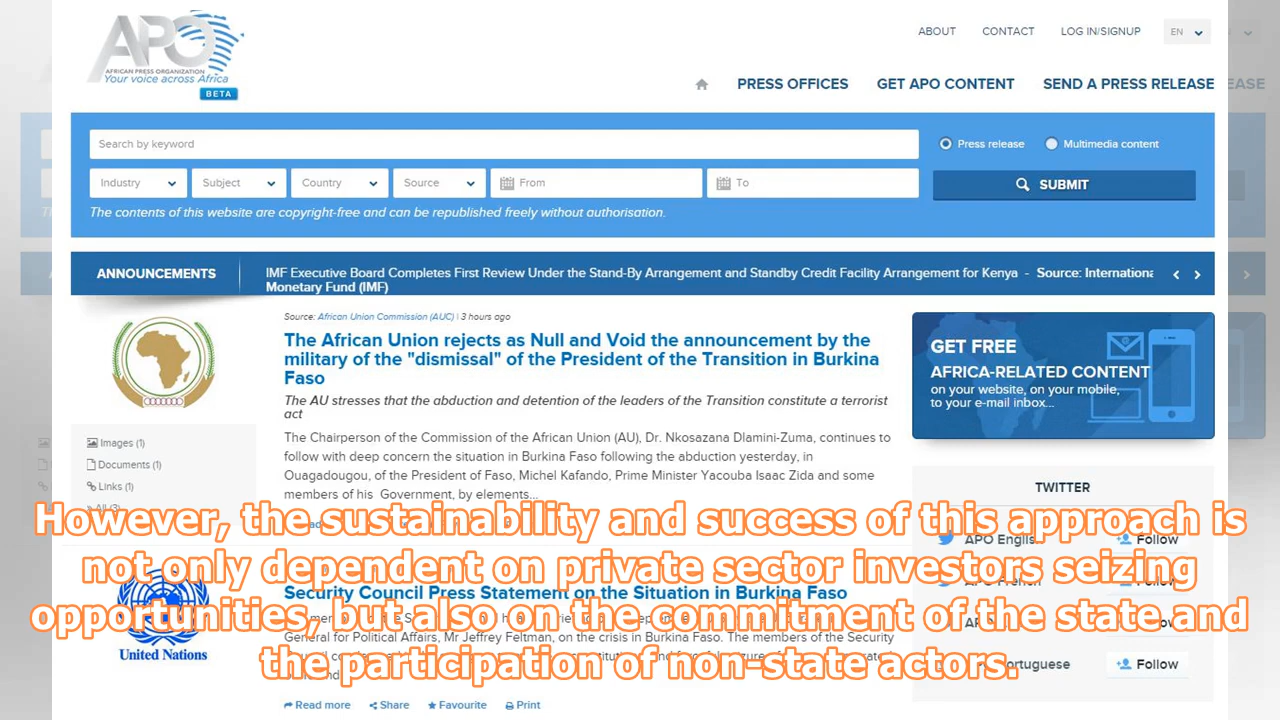 APO
AFRICAN PRESS ORGANIZATION
Your voice across Africa
BETA
ABOUT
CONTACT
LOG IN/SIGNUP
EN
PRESS OFFICES
GET APO CONTENT
SEND A PRESS RELEASE
Search by keyword
Press release
Multimedia content
Industry
Subject
Country
Source
From
To
SUBMIT
The contents of this website are copyright-free and can be republished freely without authorisation.
ANNOUNCEMENTS
IMF Executive Board Completes First Review Under the Stand-By Arrangement and Standby Credit Facility Arrangement for Kenya - Source: Internationa
Monetary Fund (IMF)
Source: African Union Commission (AUC) | 3 hours ago
The African Union rejects as Null and Void the announcement by the
military of the "dismissal" of the President of the Transition in Burkina
Faso
The AU stresses that the abduction and detention of the leaders of the Transition constitute a terrorist
act
The Chairperson of the Commission of the African Union (AU), Dr. Nkosazana Dlamini-Zuma, continues to
follow with deep concern the situation in Burkina Faso following the abduction yesterday, in
Ouagadougou, of the President of Faso, Michel Kafando, Prime Minister Yacouba Isaac Zida and some
members of his Government, by elements...
Images (1)
Documents (1)
Links (1)
All (3)
GET FREE
AFRICA-RELATED CONTENT
on your website, on your mobile,
to your e-mail inbox...
TWITTER
APO English
Follow
APO French
Follow
APO
Portuguese
Follow
However, the sustainability and success of this approach is
not only dependent on private sector investors seizing
opportunities, but also on the commitment of the state and
the participation of non-state actors.
Security Council Press Statement on the Situation in Burkina Faso
General for Political Affairs, Mr Jeffrey Feltman, on the crisis in Burkina Faso. The members of the Security
United Nations
Read more
Share
Favourite
Print